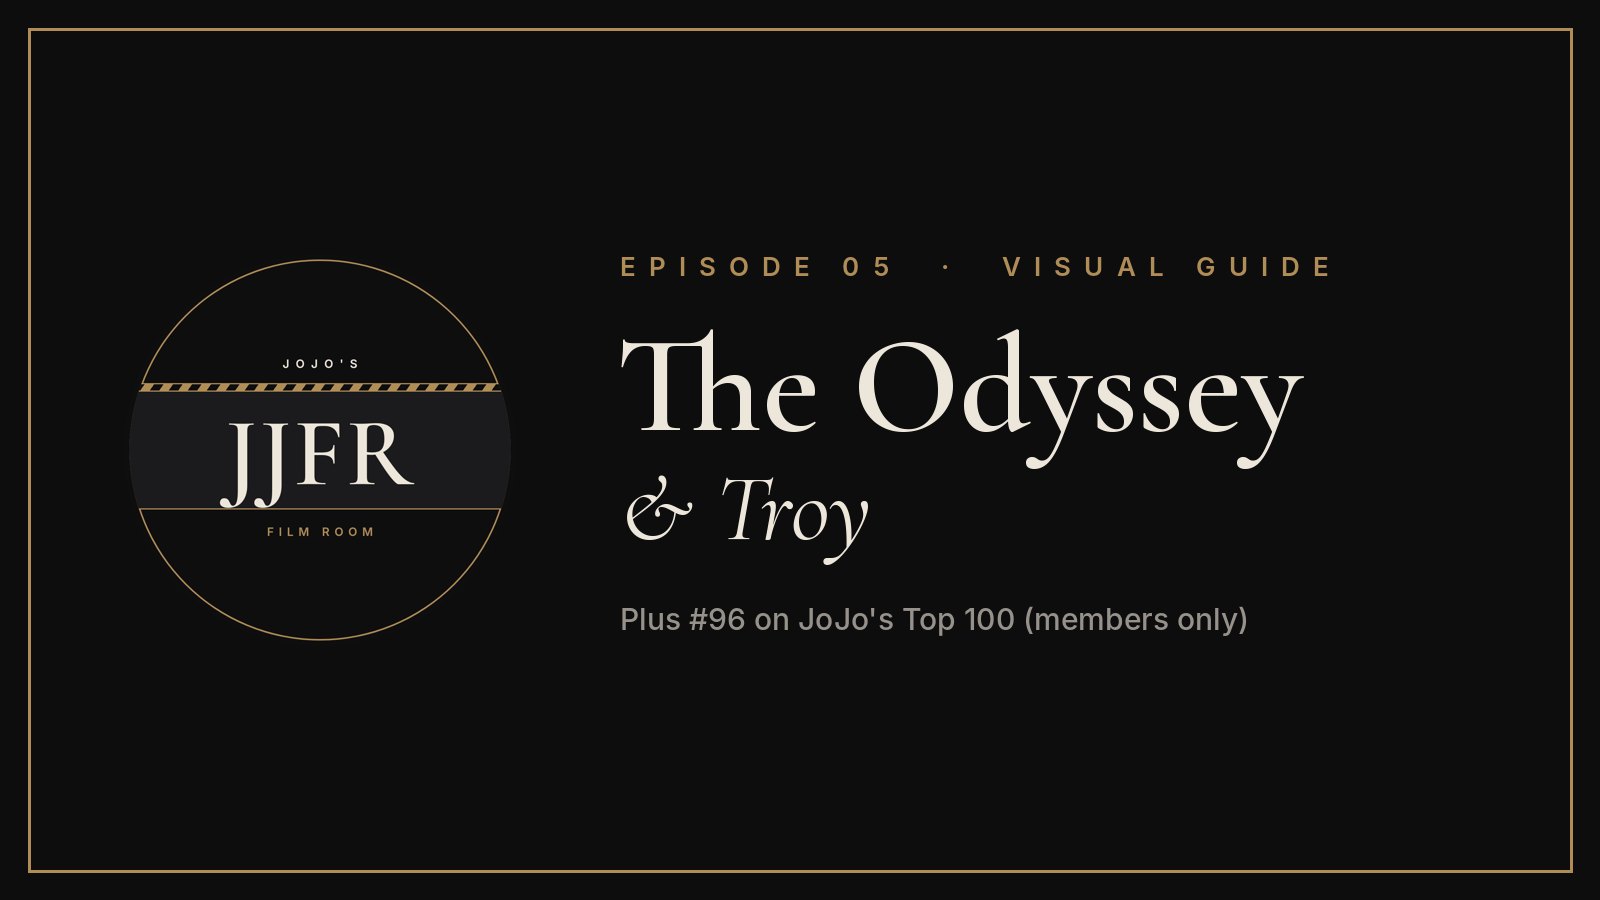 JOJO'S
JJFR
FILM ROOM
EPISODE 05 · VISUAL GUIDE
The Odyssey
& Troy
Plus #96 on JoJo's Top 100 (members only)